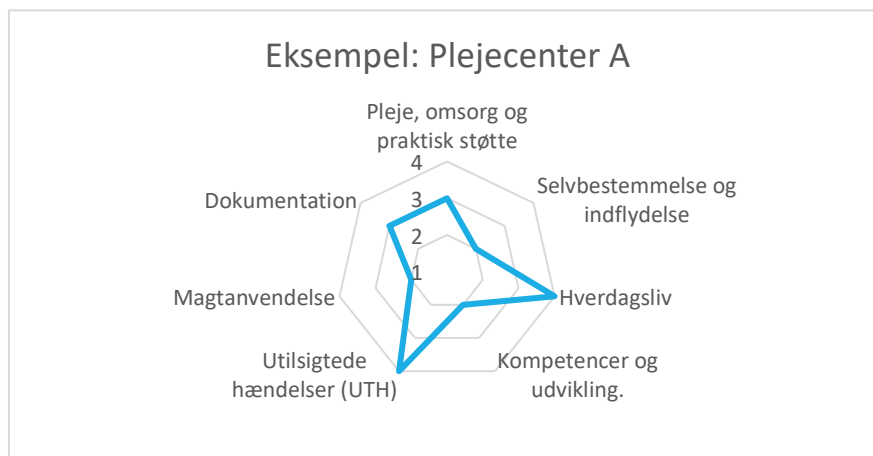 Eksempel: Plejecenter A
Pleje, omsorg og
praktisk støtte
4
3
2
1
Selvbestemmelse og
indflydelse
Hverdagsliv
Kompetencer og
udvikling.
Utilsigtede
hændelser (UTH)
Magtanvendelse
Dokumentation